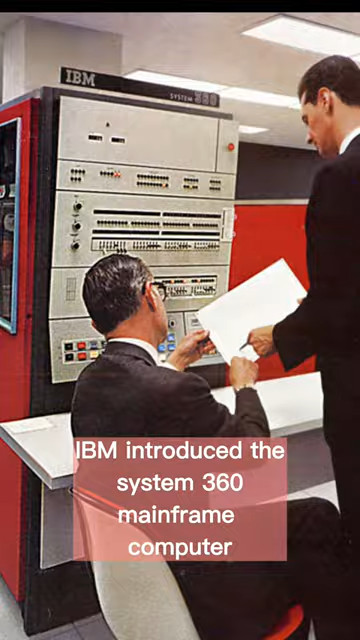 IBM
SYSTEM 360
IBM introduced the
system 360
mainframe
computer